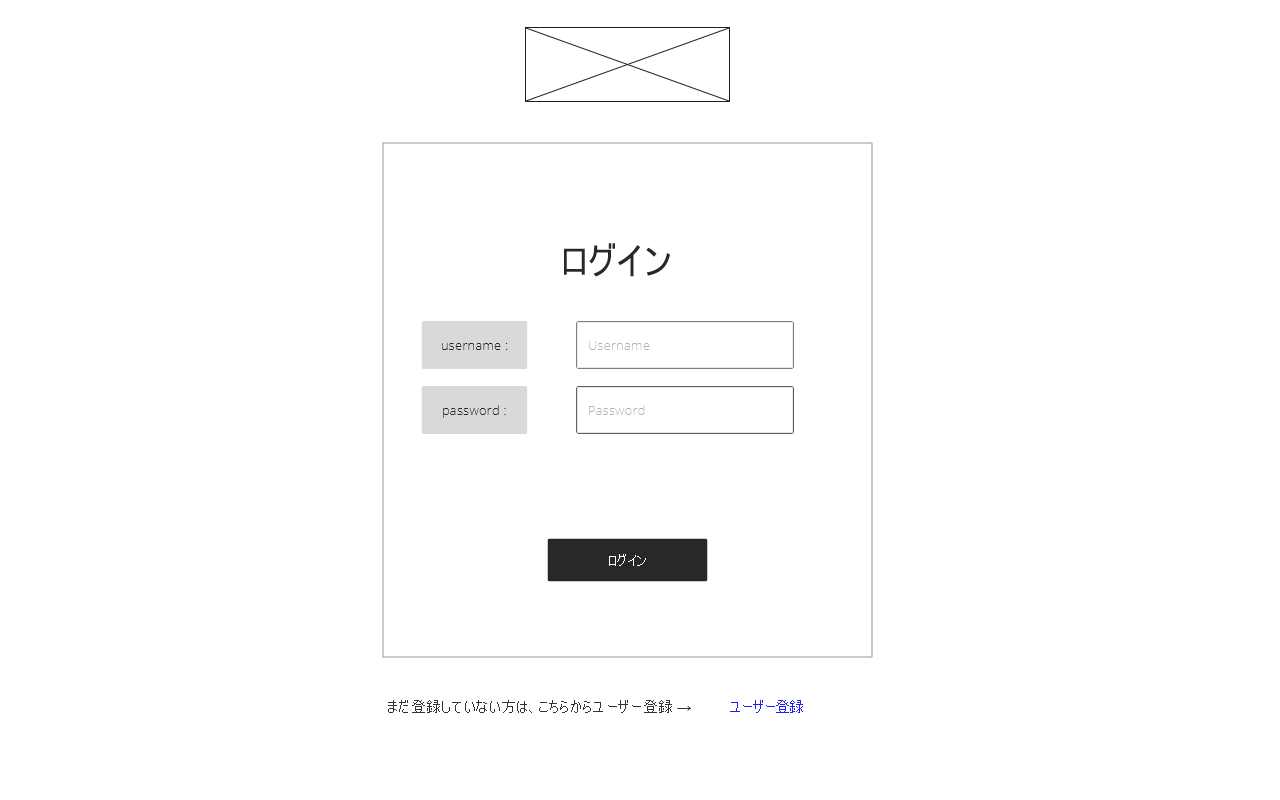 ログイン
username :
Username
password :
Password
ログイン
まだ登録していない方は、こちらからユーザー登録 → ユーザー登録